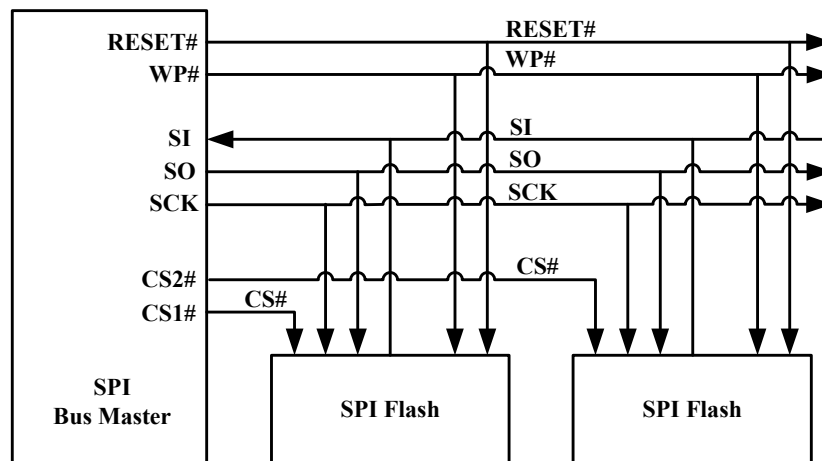 RESET#
RESET#
WP#
WP#
SI
SI
SO
SO
SCK
SCK
CS2#
CS#
CS1#
CS#
SPI
Bus Master
SPI Flash
SPI Flash